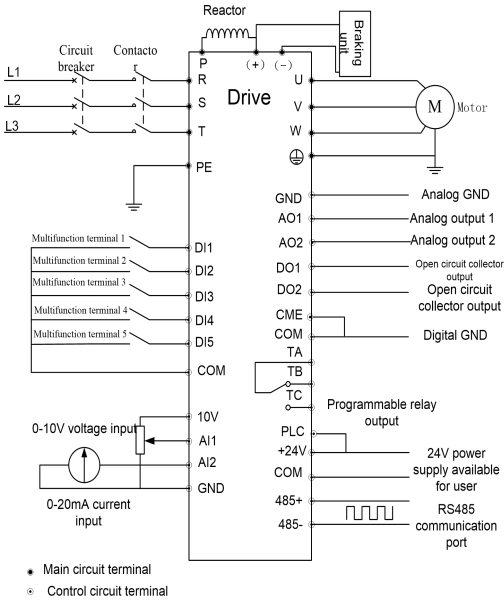 Reactor
Braking
unit
Circuit
breaker
Contacto
r
P
(+)
(-)
L1
R
U
L2
S
Drive
V
M
Motor
L3
T
W
PE
GND
Analog GND
AO1
Analog output 1
Multifunction terminal 1
DI1
AO2
Analog output 2
Multifunction terminal 2
DI2
DO1
Open circuit collector
output
Multifunction terminal 3
DI3
DO2
Open circuit
collector output
Multifunction terminal 4
DI4
CME
Multifunction terminal 5
DI5
COM
Digital GND
TA
COM
TB
TC
Programmable relay
output
10V
0-10V voltage input
AI1
PLC
+24V
24V power
supply available
for user
AI2
COM
GND
0-20mA current
input
485+
485-
RS485
communication
port
Main circuit terminal
Control circuit terminal